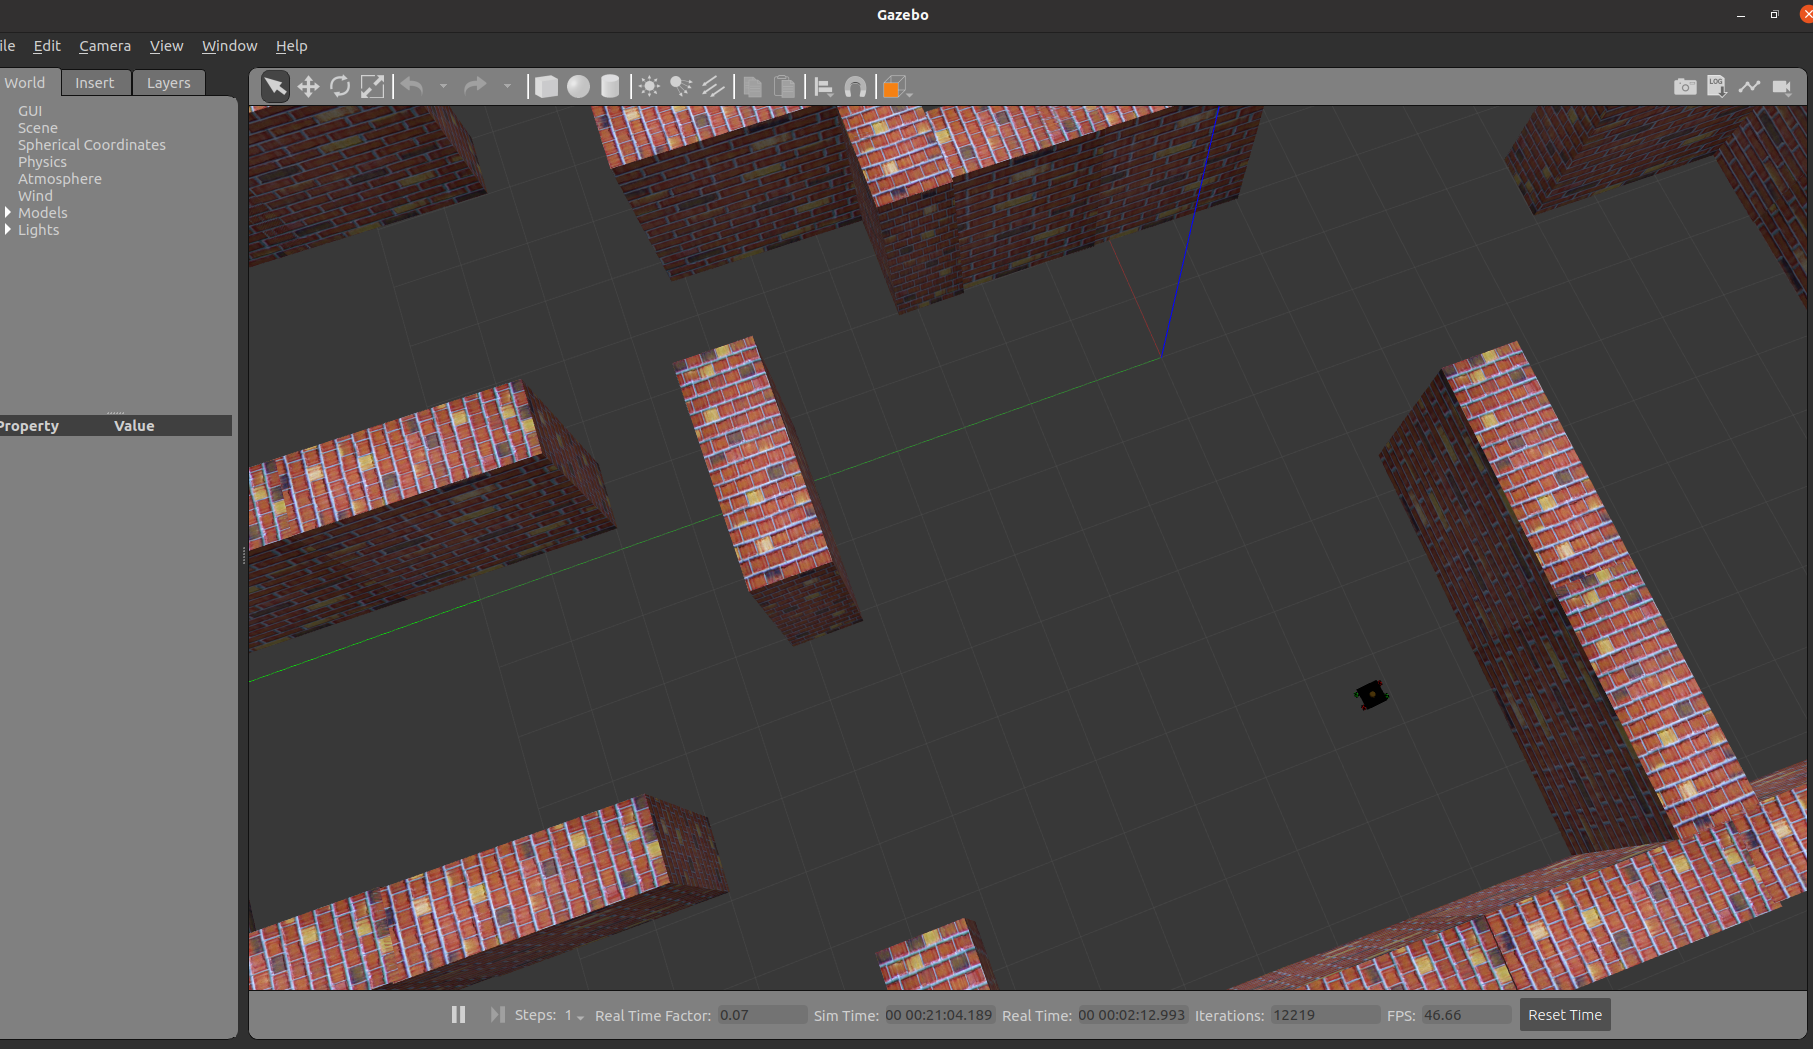 Gazebo
ile Edit Camera View Window Help
World Insert Layers
LOG
GUI
Scene
Spherical Coordinates
Physics
Atmosphere
Wind
Models
Lights
Property Value
Steps: 1 Real Time Factor: 0.07 Sim Time: 00 00:21:04.189 Real Time: 00 00:02:12.993 Iterations: 12219 FPS: 46.66 Reset Time